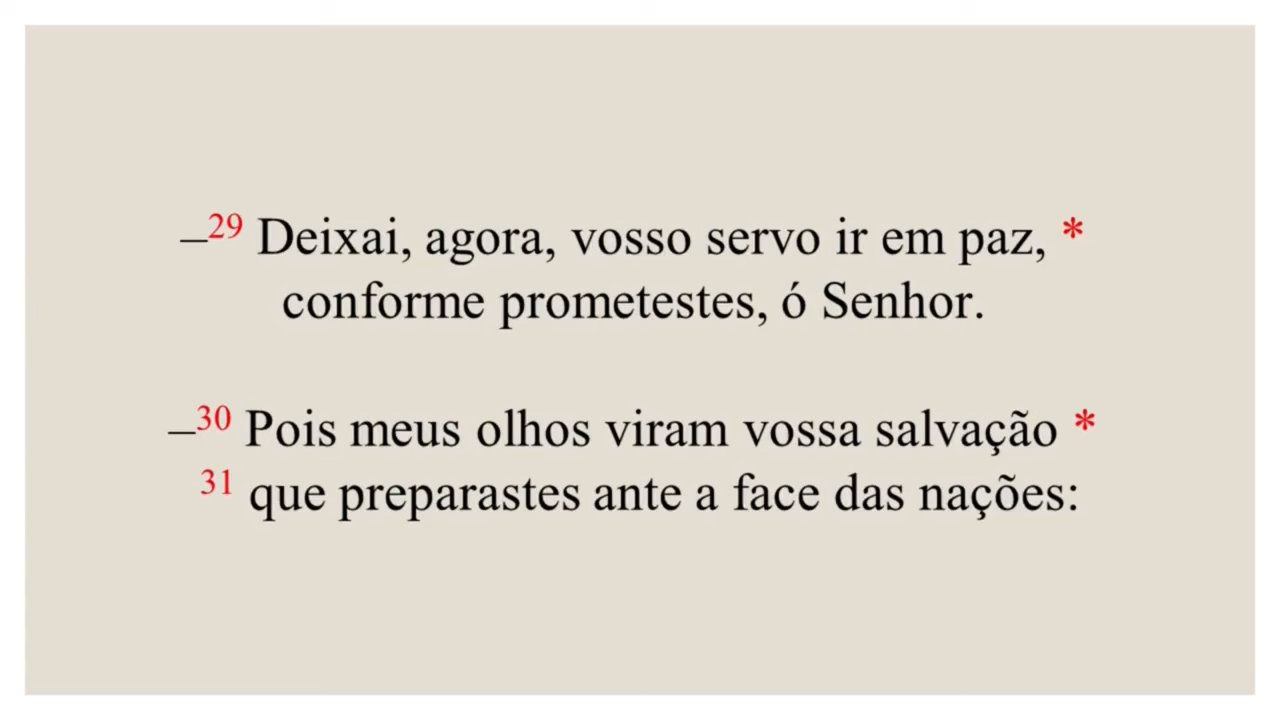 –29 Deixai, agora, vosso servo ir em paz, *
conforme prometestes, ó Senhor.
–30 Pois meus olhos viram vossa salvação *
31 que preparastes ante a face das nações: